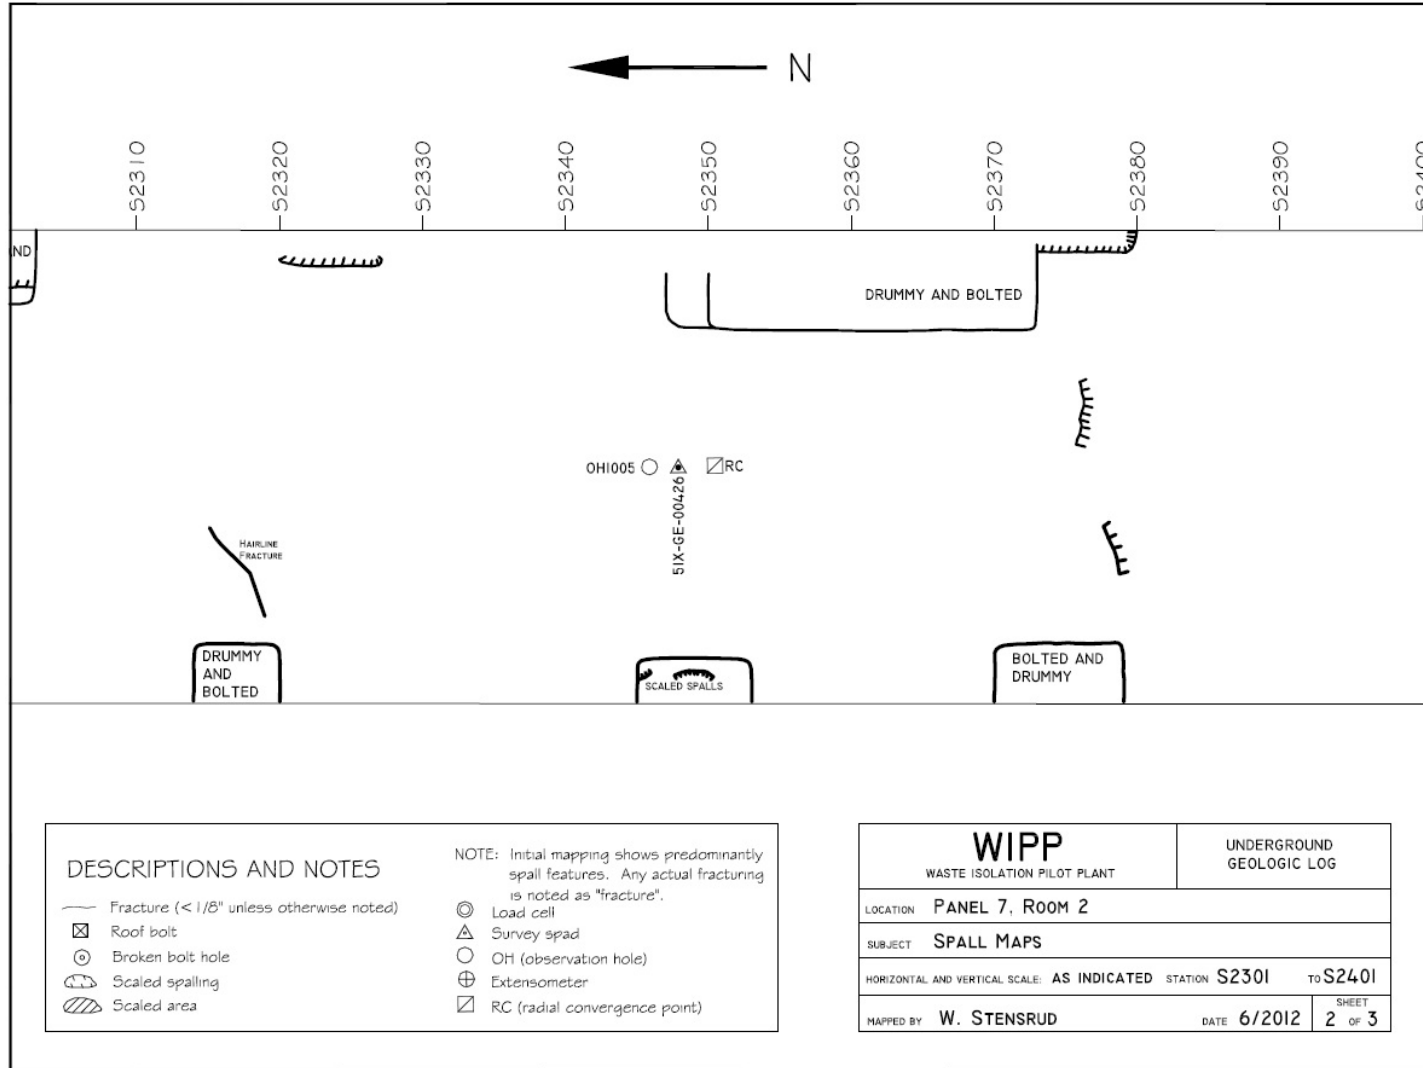 N
S2310
S2320
S2330
S2340
S2350
S2360
S2370
S2380
S2390
S2400
ND
DRUMMY AND BOLTED
OH1005
RC
51X-GE-00426
HAIRLINE
FRACTURE
DRUMMY
AND
BOLTED
SCALED SPALLS
BOLTED AND
DRUMMY
DESCRIPTIONS AND NOTES
Fracture (< 1/8" unless otherwise noted)
Roof bolt
Broken bolt hole
Scaled spalling
Scaled area
NOTE: Initial mapping shows predominantly
spall features. Any actual fracturing
is noted as "fracture".
Load cell
Survey spad
OH (observation hole)
Extensometer
RC (radial convergence point)
WIPP
WASTE ISOLATION PILOT PLANT
UNDERGROUND
GEOLOGIC LOG
LOCATION PANEL 7, ROOM 2
SUBJECT SPALL MAPS
HORIZONTAL AND VERTICAL SCALE: AS INDICATED STATION S2301 TO S2401
MAPPED BY W. STENSRUD DATE 6/2012
SHEET
2 OF 3